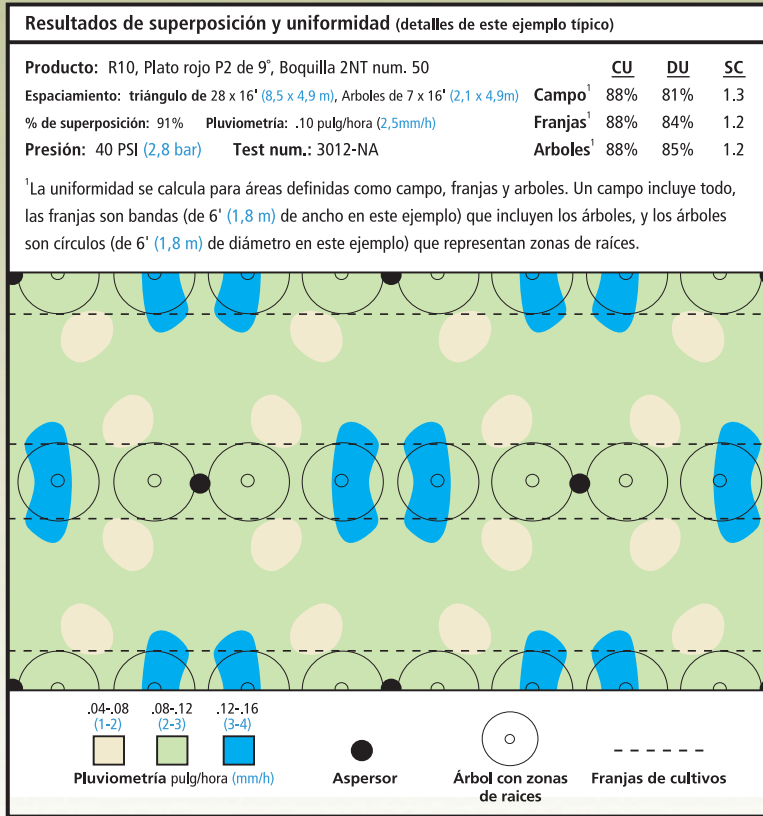 Resultados de superposición y uniformidad (detalles de este ejemplo típico)
Producto: R10, Plato rojo P2 de 9°, Boquilla 2NT num. 50
CU DU SC
Espaciamiento: triángulo de 28 x 16' (8,5 x 4,9 m), Arboles de 7 x 16' (2,1 x 4,9m)
Campo¹ 88% 81% 1.3
% de superposición: 91% Pluviometría: .10 pulg/hora (2,5mm/h)
Franjas¹ 88% 84% 1.2
Presión: 40 PSI (2,8 bar) Test num.: 3012-NA
Arboles¹ 88% 85% 1.2
¹La uniformidad se calcula para áreas definidas como campo, franjas y arboles. Un campo incluye todo,
las franjas son bandas (de 6' (1,8 m) de ancho en este ejemplo) que incluyen los árboles, y los árboles
son círculos (de 6' (1,8 m) de diámetro en este ejemplo) que representan zonas de raíces.
.04-.08 .08-.12 .12-.16
(1-2) (2-3) (3-4)
Pluviometría pulg/hora (mm/h)
Aspersor
Árbol con zonas
de raices
Franjas de cultivos